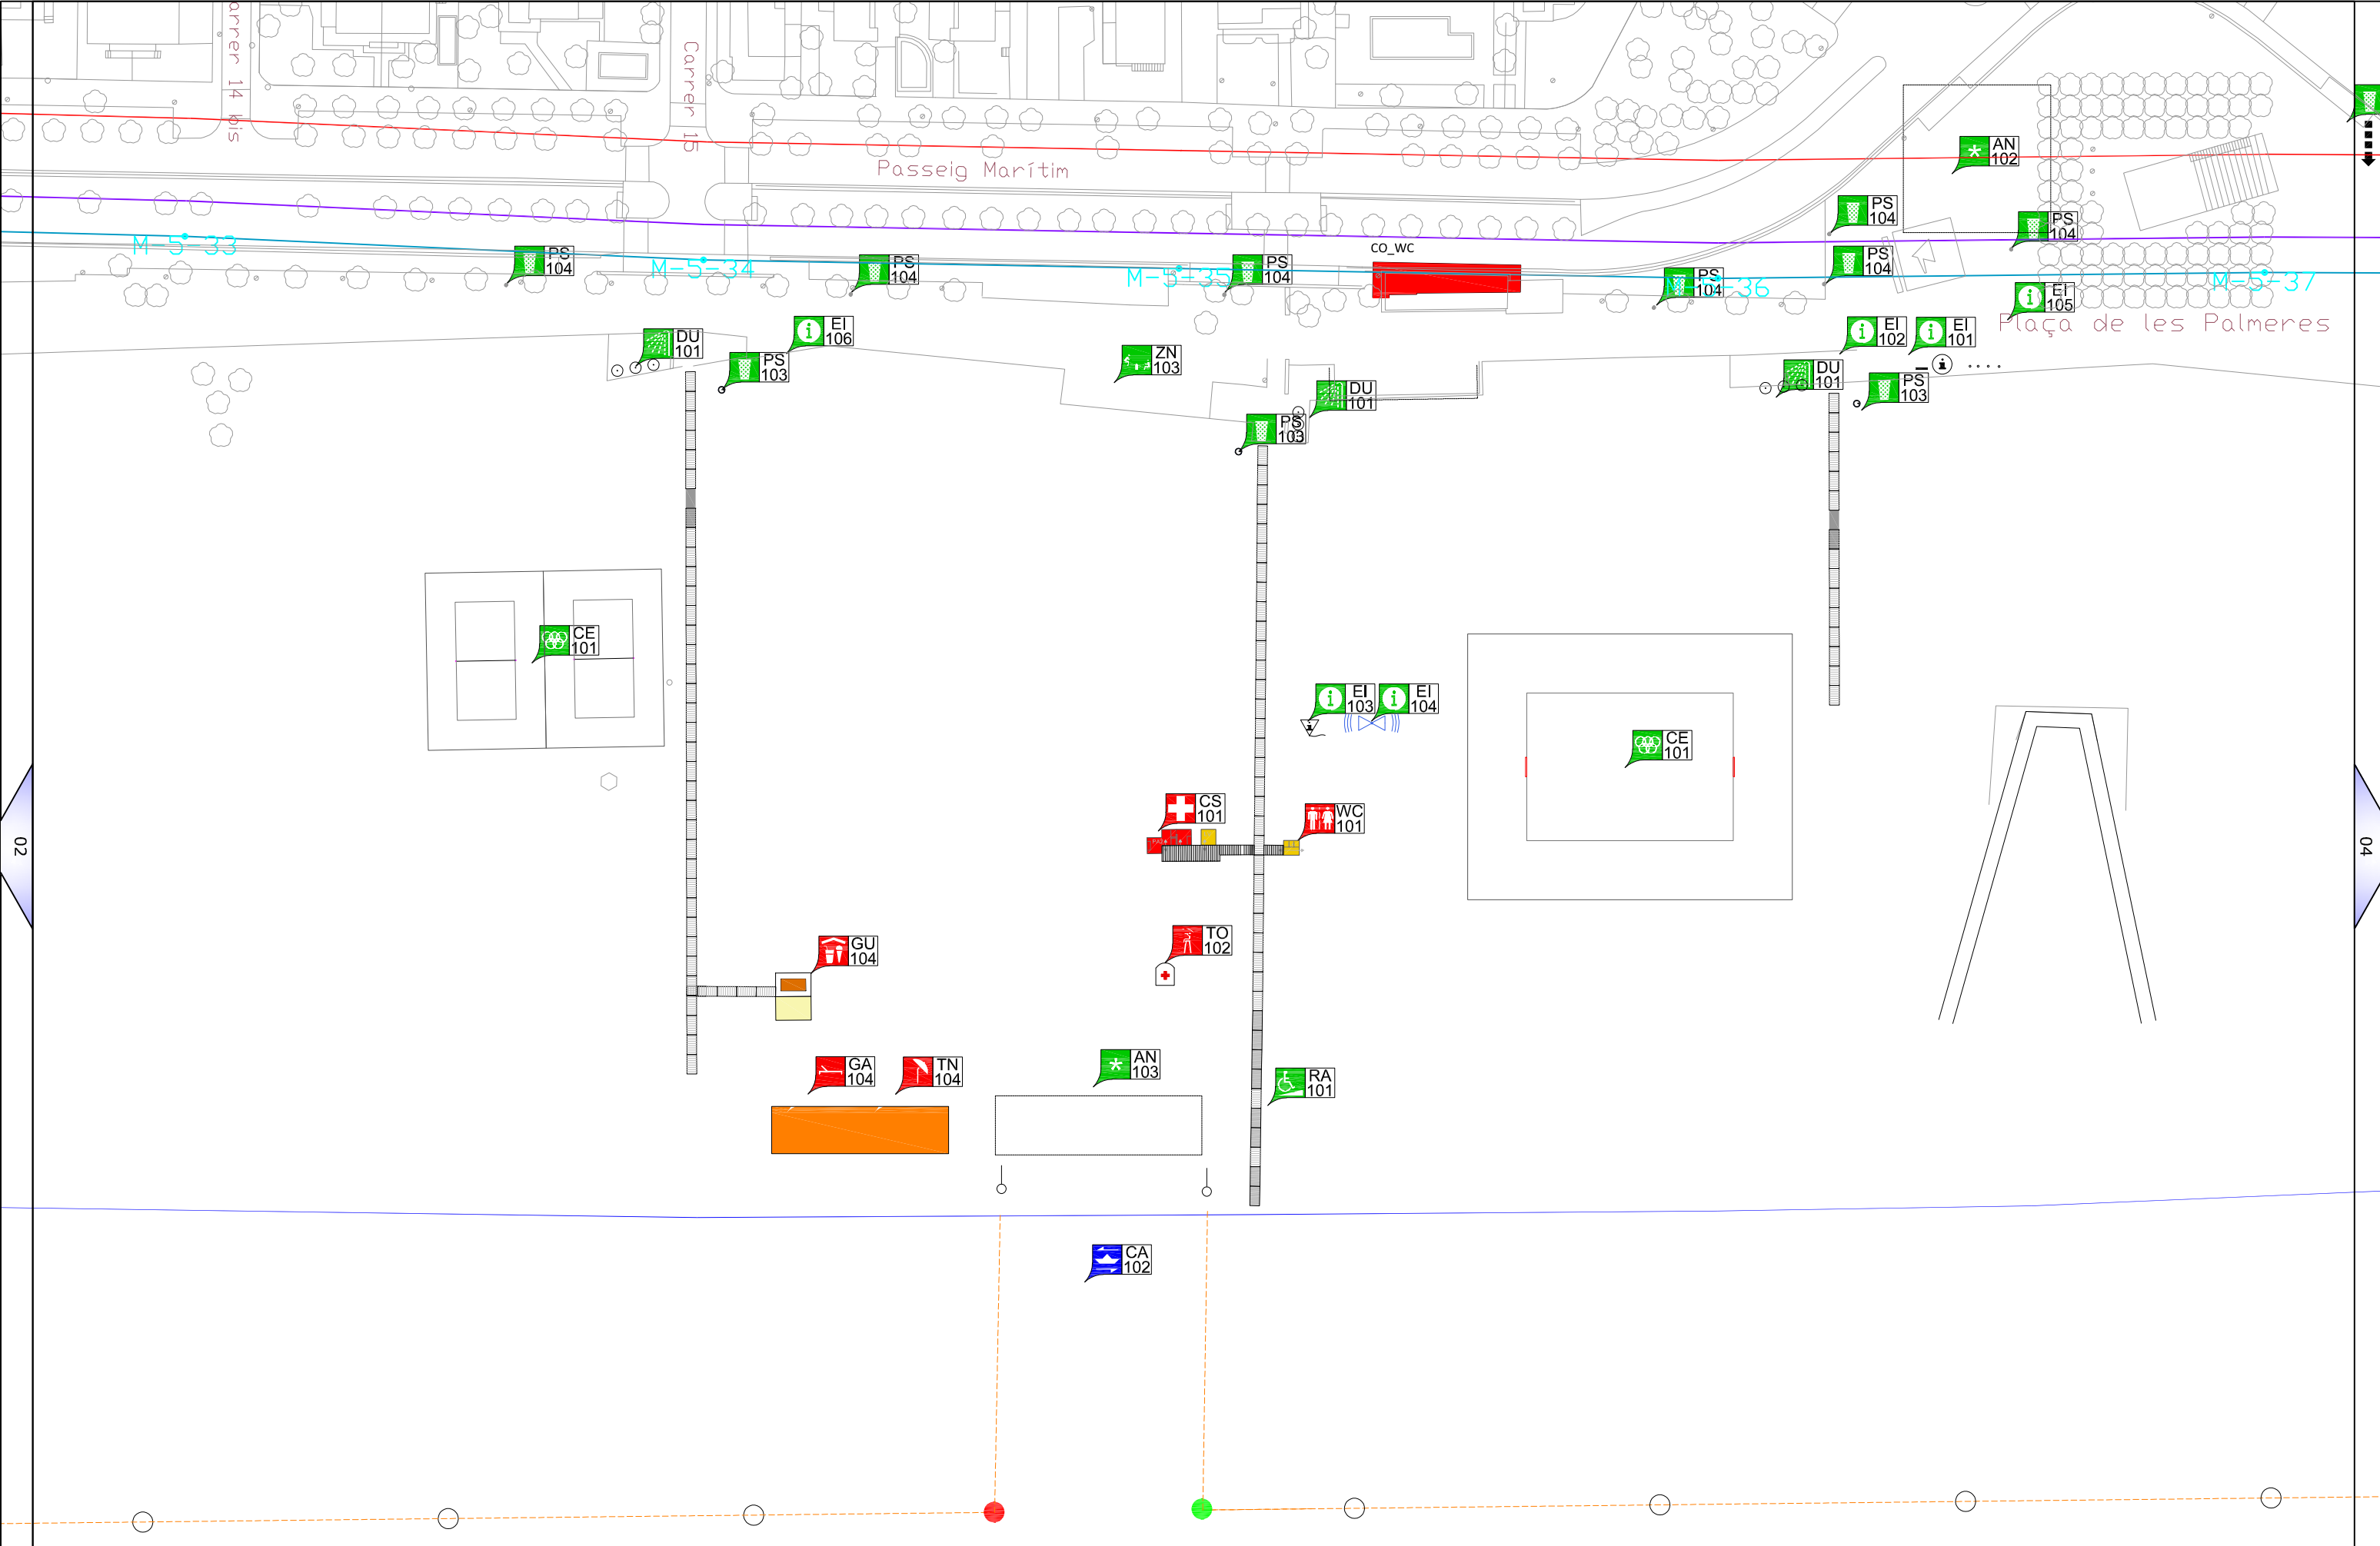 arrer 14 bis
Carrer 15
Passeig Marítim
AN
102
PS
104
PS
104
M-5-33
PS
104
M-5-34
PS
104
M-5-35
PS
104
co_wc
PS
104
M-5-36
PS
104
M-5-37
EI
105
Plaça de les Palmeres
EI
106
EI
102
EI
101
DU
101
PS
103
ZN
103
DU
101
DU
101
PS
103
PS
103
CE
101
EI
103
EI
104
CE
101
CS
101
WC
101
02
04
GU
104
TO
102
GA
104
TN
104
AN
103
RA
101
CA
102